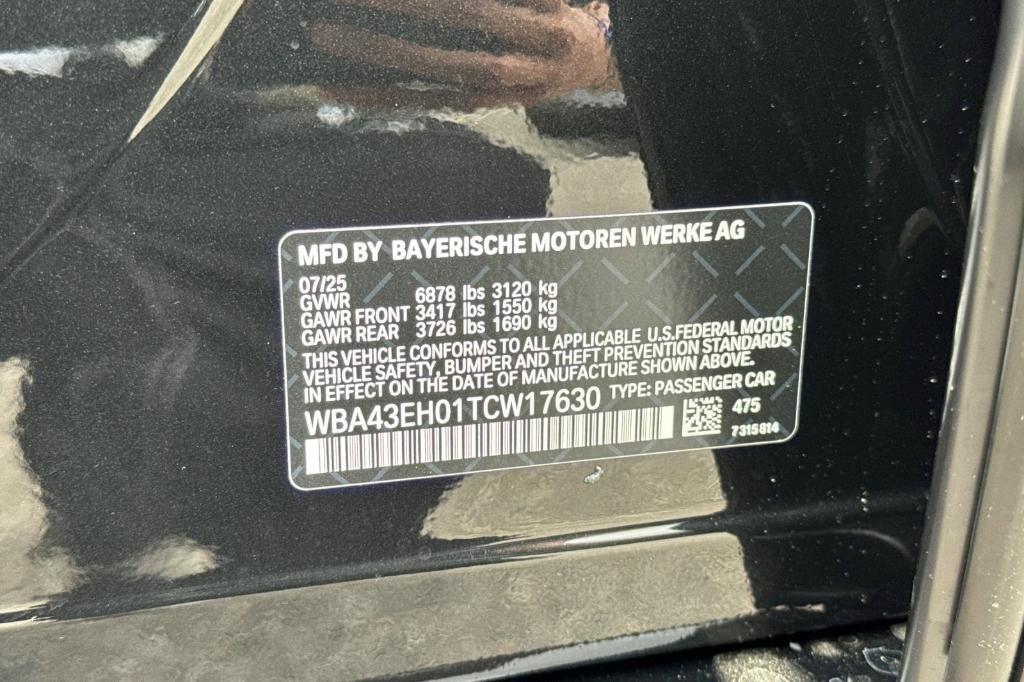 MFD BY BAYERISCHE MOTOREN WERKE AG
07/25
GVWR 6878 lbs 3120 kg
GAWR FRONT 3417 lbs 1550 kg
GAWR REAR 3726 lbs 1690 kg
THIS VEHICLE CONFORMS TO ALL APPLICABLE U.S.FEDERAL MOTOR
VEHICLE SAFETY, BUMPER AND THEFT PREVENTION STANDARDS
IN EFFECT ON THE DATE OF MANUFACTURE SHOWN ABOVE.
WBA43EH01TCW17630 TYPE: PASSENGER CAR
475
7315814